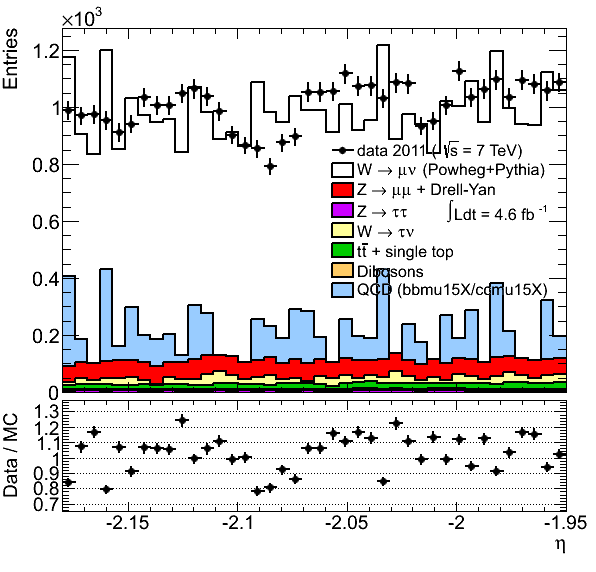 ×10³
Entries
1.2
1
0.8
0.6
0.4
0.2
0
data 2011 (√s = 7 TeV)
W → μν (Powheg+Pythia)
Z → μμ + Drell-Yan
Z → ττ
∫Ldt = 4.6 fb⁻¹
W → τν
tt̄ + single top
Dibosons
QCD (bbmu15X/ccmu15X)
Data / MC
1.3
1.2
1.1
1
0.9
0.8
0.7
-2.15
-2.1
-2.05
-2
-1.95
η